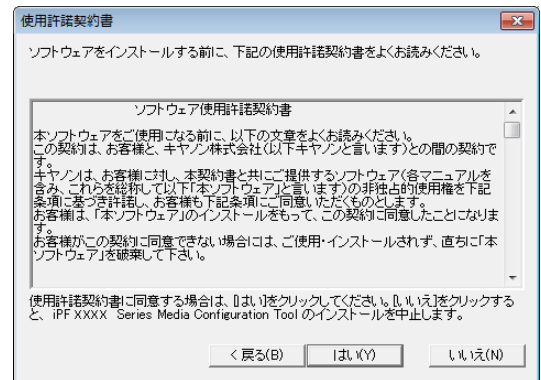 使用許諾契約書
ソフトウェアをインストールする前に、下記の使用許諾契約書をよくお読みください。
ソフトウェア使用許諾契約書
本ソフトウェアをご使用になる前に、以下の文章をよくお読みください。
この契約は、お客様と、キヤノン株式会社(以下キヤノンと言います)との間の契約で
す。
キヤノンは、お客様に対し、本契約書と共にご提供するソフトウェア(各マニュアルを
含み、これらを総称して以下「本ソフトウェア」と言います)の非独占的使用権を下記
条項に基づき許諾し、お客様も下記条項にご同意いただくものとします。
お客様は、「本ソフトウェア」のインストールをもって、この契約に同意したことになりま
す。
お客様がこの契約に同意できない場合には、ご使用・インストールされず、直ちに「本
ソフトウェア」を破棄して下さい。
使用許諾契約書に同意する場合は、[はい]をクリックしてください。[いいえ]をクリックする
と、iPF XXXX Series Media Configuration Tool のインストールを中止します。
< 戻る(B)
はい(Y)
いいえ(N)